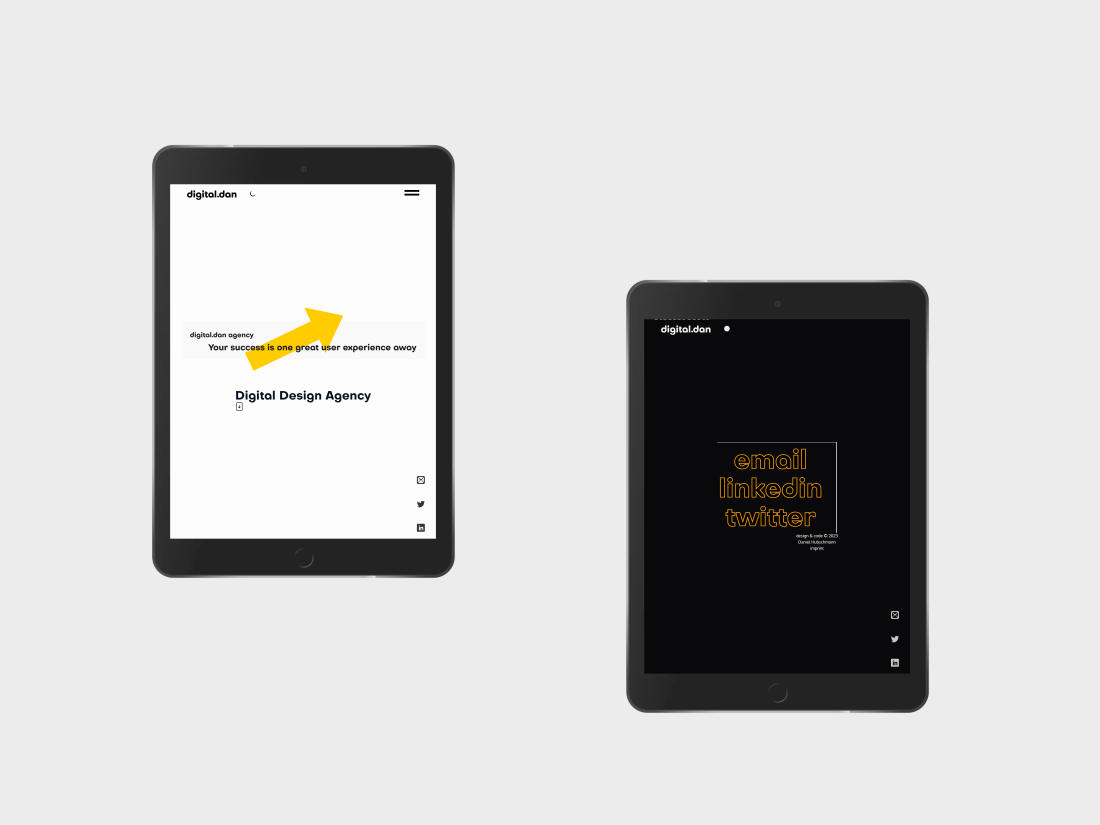 digital.dan
digital.dan agency
Your success is one great user experience away
Digital Design Agency
digital.dan
email
linkedin
twitter
design & code © 2023
Daniel Hutschmann
imprint